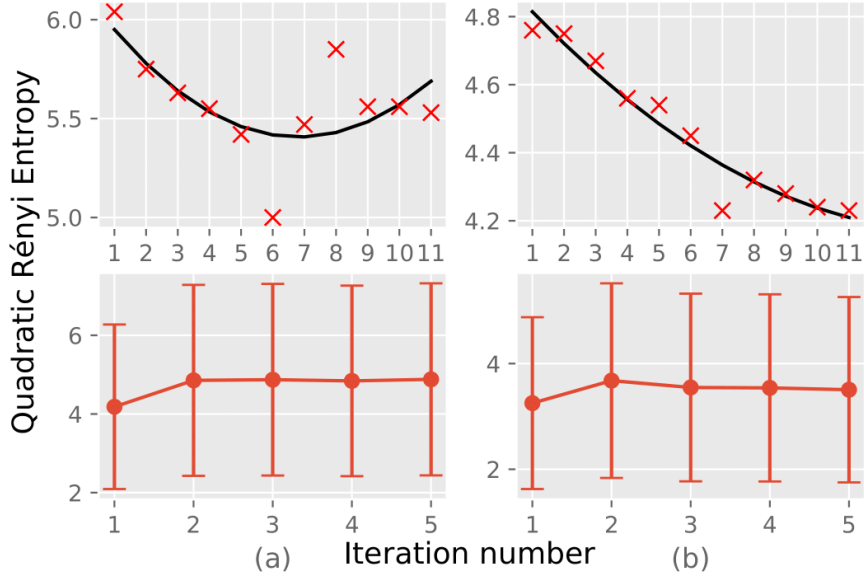 Quadratic Rényi Entropy
6.0
5.5
5.0
1 2 3 4 5 6 7 8 9 10 11
4.8
4.6
4.4
4.2
1 2 3 4 5 6 7 8 9 10 11
6
4
2
1 2 3 4 5
(a)
4
2
1 2 3 4 5
(b)
Iteration number